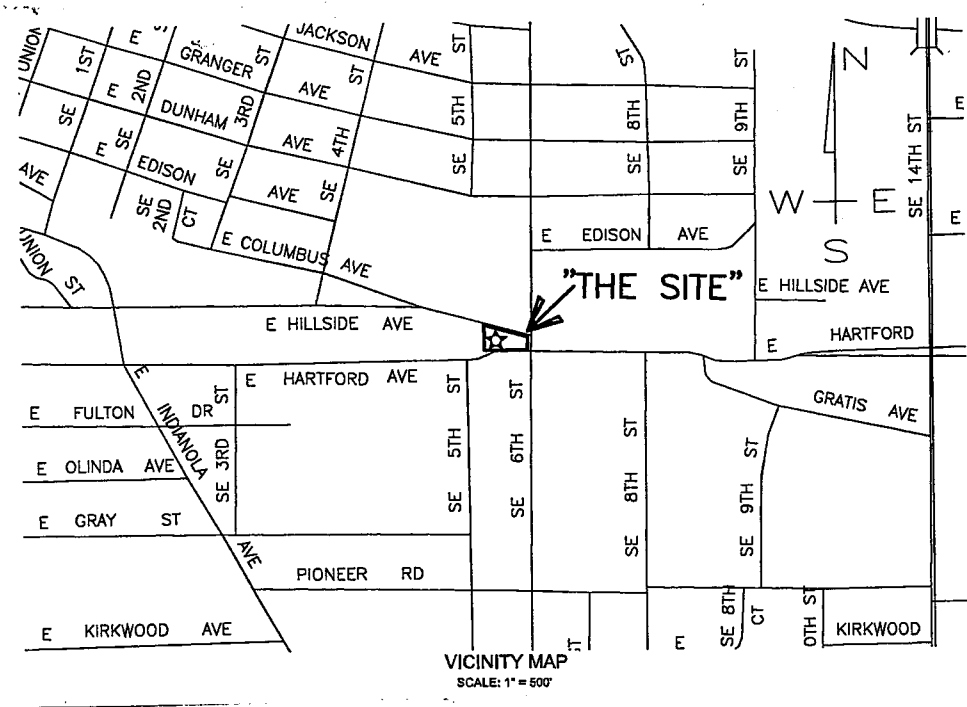 UNION
1ST
SE
E
2ND
SE
ST
GRANGER
AVE
JACKSON
AVE
ST
3RD
SE
ST
4TH
SE
ST
5TH
SE
ST
8TH
SE
ST
9TH
SE
N
W E
S
SE 14TH ST
E
E
E DUNHAM AVE
E EDISON AVE
AVE
SE 2ND CT
E COLUMBUS AVE
E EDISON AVE
UNION ST
"THE SITE"
E HILLSIDE AVE
E HILLSIDE AVE
E HARTFORD
E HARTFORD AVE
GRATIS AVE
E FULTON DR
E INDIANOLA AVE
SE 3RD ST
SE 5TH ST
SE 6TH ST
SE 8TH ST
SE 9TH ST
E OLINDA AVE
E GRAY ST
PIONEER RD
E KIRKWOOD AVE
ST
E
SE 8TH CT
0TH ST
KIRKWOOD
VICINITY MAP
SCALE: 1" = 500'